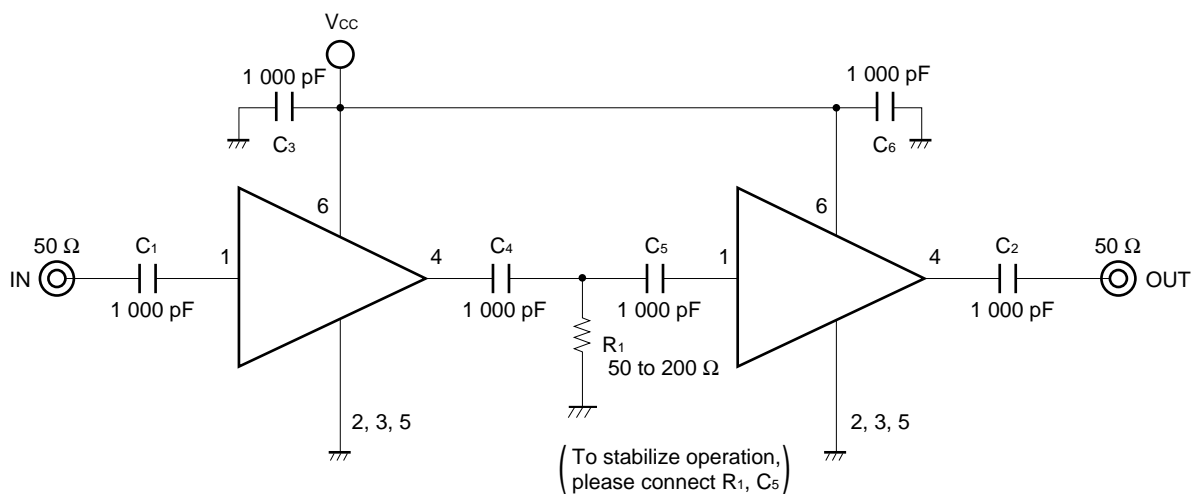 VCC
1 000 pF
1 000 pF
C3
C6
6
6
50 Ω
C1
1
4
C4
C5
1
4
C2
50 Ω
IN
OUT
1 000 pF
1 000 pF
1 000 pF
1 000 pF
R1
50 to 200 Ω
2, 3, 5
2, 3, 5
(To stabilize operation,
please connect R1, C5)